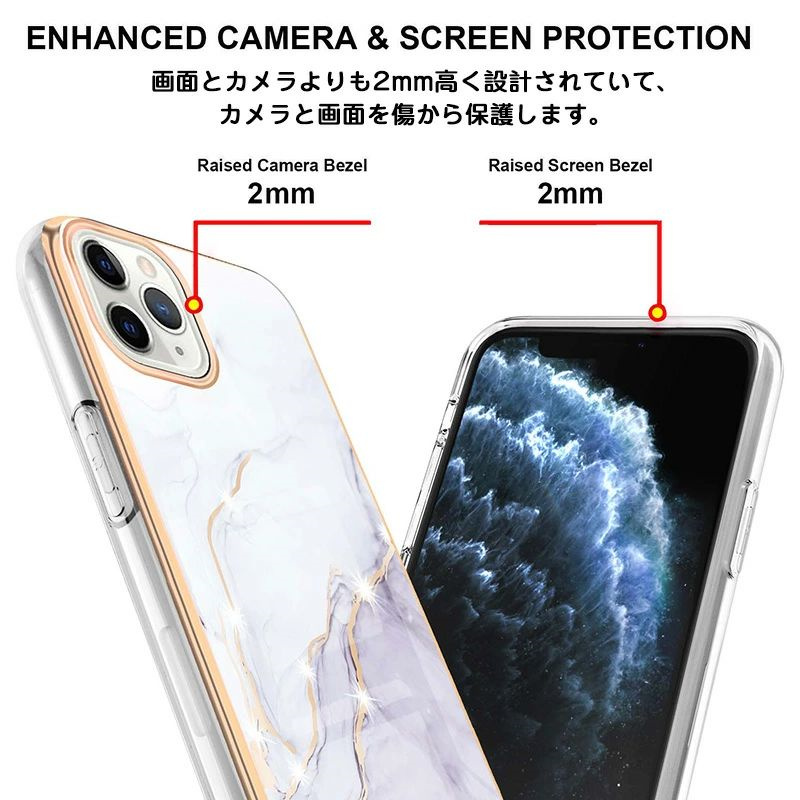 ENHANCED CAMERA & SCREEN PROTECTION
画面とカメラよりも2mm高く設計されていて、
カメラと画面を傷から保護します。
Raised Camera Bezel
2mm
Raised Screen Bezel
2mm